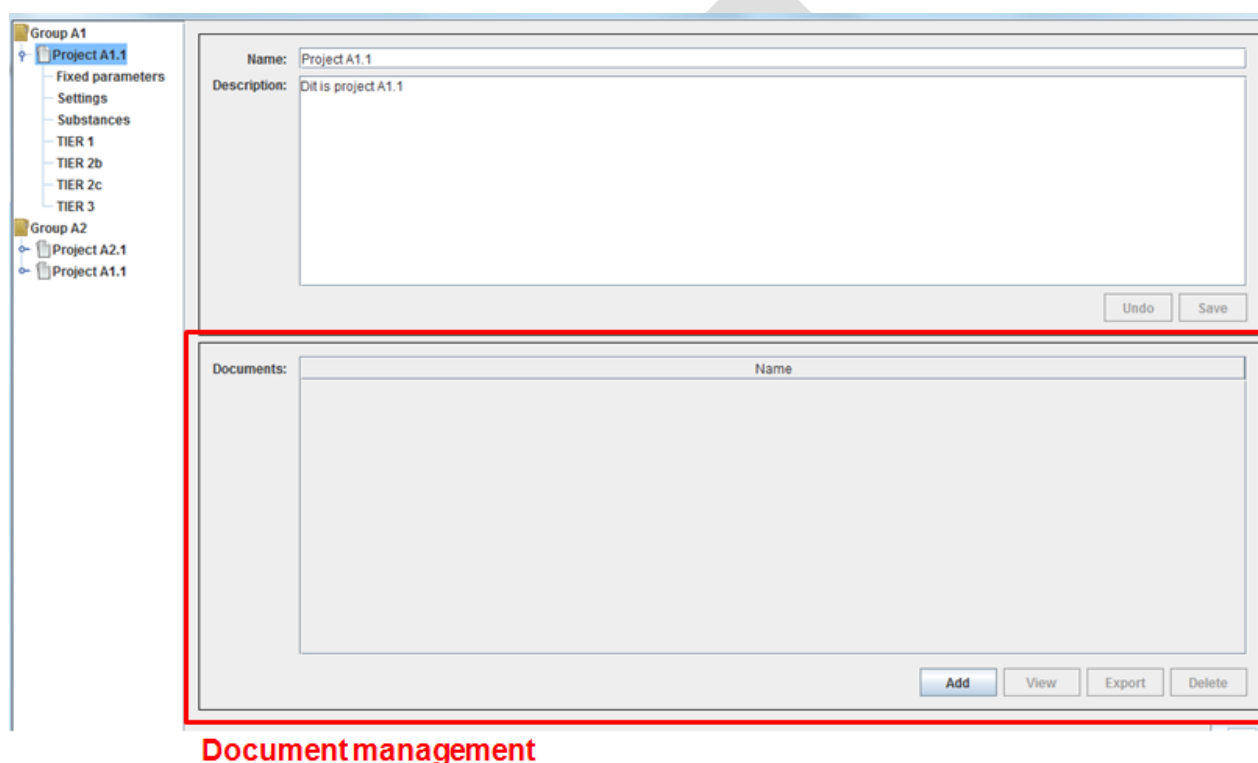 Group A1
Project A1.1
Fixed parameters
Settings
Substances
TIER 1
TIER 2b
TIER 2c
TIER 3
Group A2
Project A2.1
Project A1.1
Name: Project A1.1
Description: Dit is project A1.1
Undo Save
Documents: Name
Add View Export Delete
Document management